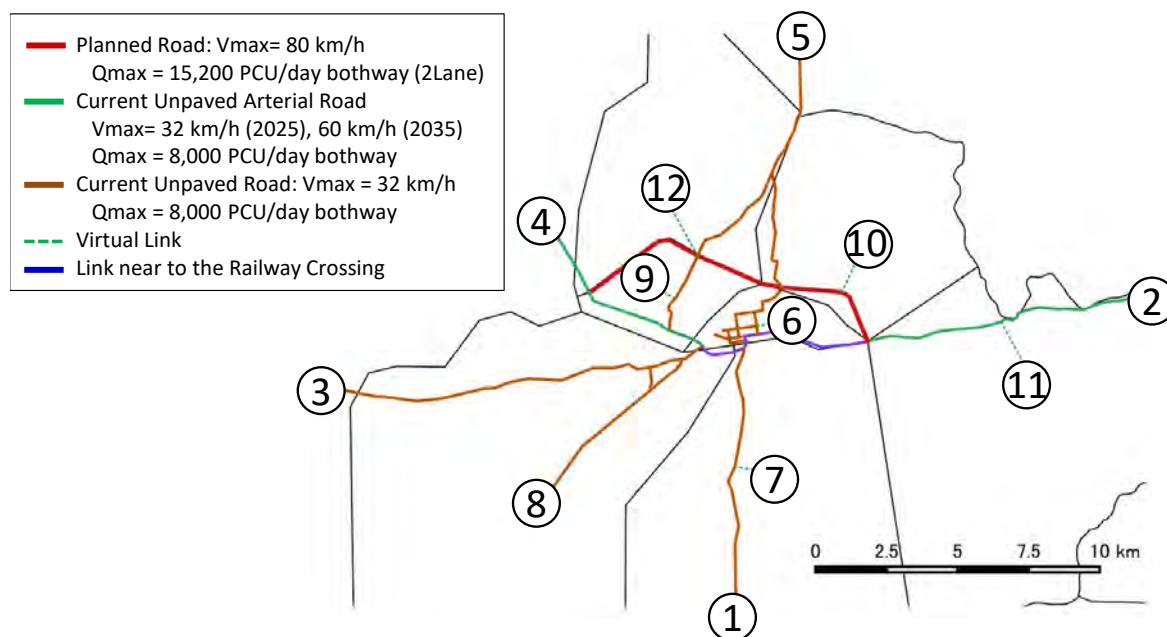 Planned Road: Vmax= 80 km/h
Qmax = 15,200 PCU/day bothway (2Lane)
Current Unpaved Arterial Road
Vmax= 32 km/h (2025), 60 km/h (2035)
Qmax = 8,000 PCU/day bothway
Current Unpaved Road: Vmax = 32 km/h
Qmax = 8,000 PCU/day bothway
Virtual Link
Link near to the Railway Crossing
5
12
4
10
9
2
6
3
11
7
8
0 2.5 5 7.5 10 km
1